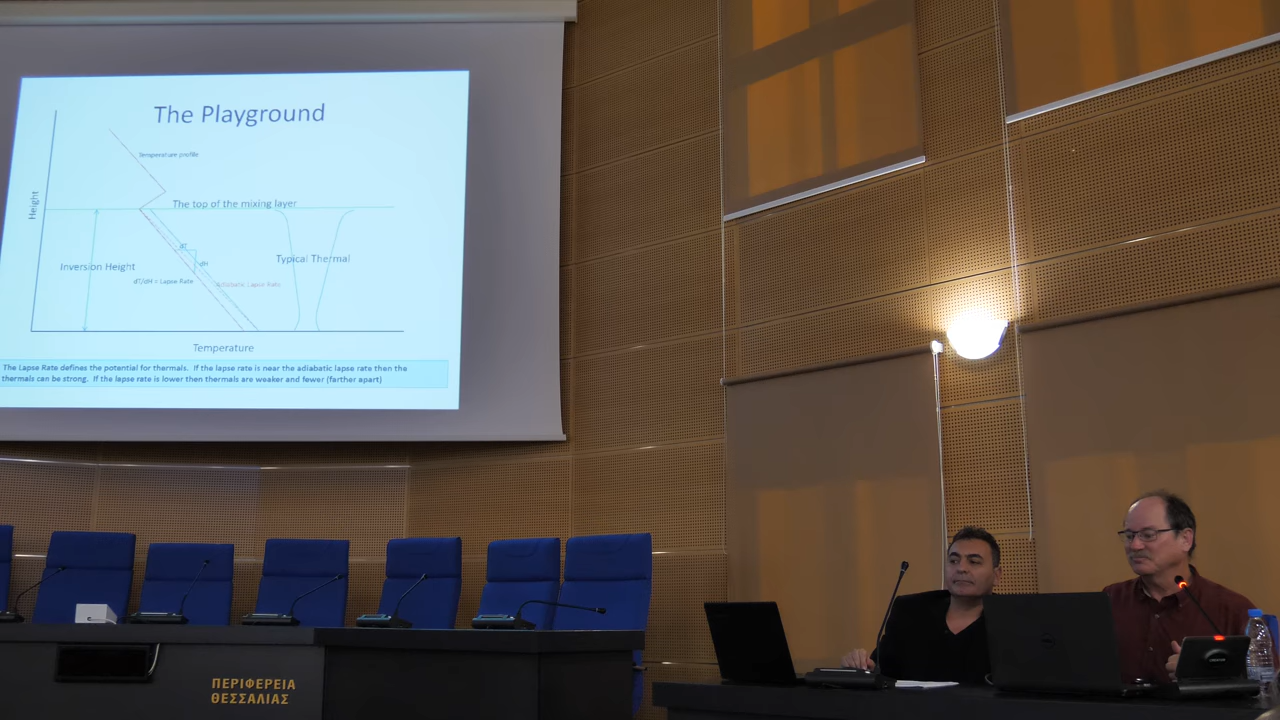 The Playground
Temperature profile
Height
The top of the mixing layer
dT
dH
Inversion Height
Typical Thermal
dT/dH = Lapse Rate
Adiabatic Lapse Rate
Temperature
The Lapse Rate defines the potential for thermals. If the lapse rate is near the adiabatic lapse rate then the
thermals can be strong. If the lapse rate is lower then thermals are weaker and fewer (farther apart)
ΠΕΡΙΦΕΡΕΙΑ
ΘΕΣΣΑΛΙΑΣ